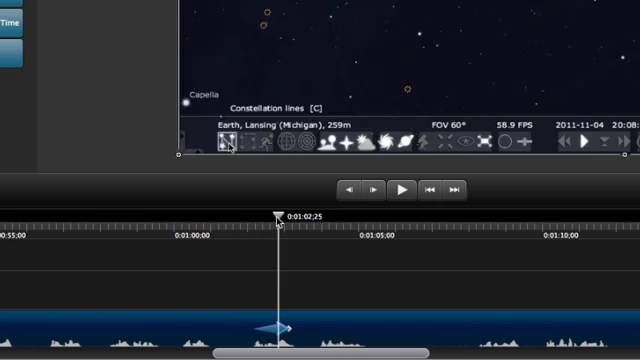 Time
Capella
Constellation lines [C]
Earth, Lansing (Michigan), 259m FOV 60° 58.9 FPS 2011-11-04 20:08:
0:01:02;25
00:55;00 0:01:00;00 0:01:05;00 0:01:10;00